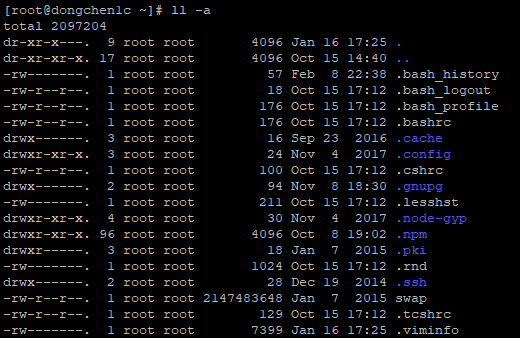 [root@dongchen1c ~]# ll -a
total 2097204
dr-xr-x---.  9 root root       4096 Jan 16 17:25 .
dr-xr-xr-x. 17 root root       4096 Oct 15 14:40 ..
-rw-------.  1 root root         57 Feb  8 22:38 .bash_history
-rw-r--r--.  1 root root         18 Oct 15 17:12 .bash_logout
-rw-r--r--.  1 root root        176 Oct 15 17:12 .bash_profile
-rw-r--r--.  1 root root        176 Oct 15 17:12 .bashrc
drwx------.  3 root root         16 Sep 23  2016 .cache
drwxr-xr-x.  3 root root         24 Nov  4  2017 .config
-rw-r--r--.  1 root root        100 Oct 15 17:12 .cshrc
drwx------.  2 root root         94 Nov  8 18:30 .gnupg
-rw-------.  1 root root        211 Oct 15 17:12 .lesshst
drwxr-xr-x.  4 root root         30 Nov  4  2017 .node-gyp
drwxr-xr-x. 96 root root       4096 Oct  8 19:02 .npm
drwxr-----.  3 root root         18 Jan  7  2015 .pki
-rw-------.  1 root root       1024 Oct 15 17:12 .rnd
drwx------.  2 root root         28 Dec 19  2014 .ssh
-rw-r--r--.  1 root root 2147483648 Jan  7  2015 swap
-rw-r--r--.  1 root root        129 Oct 15 17:12 .tcshrc
-rw-------.  1 root root       7399 Jan 16 17:25 .viminfo